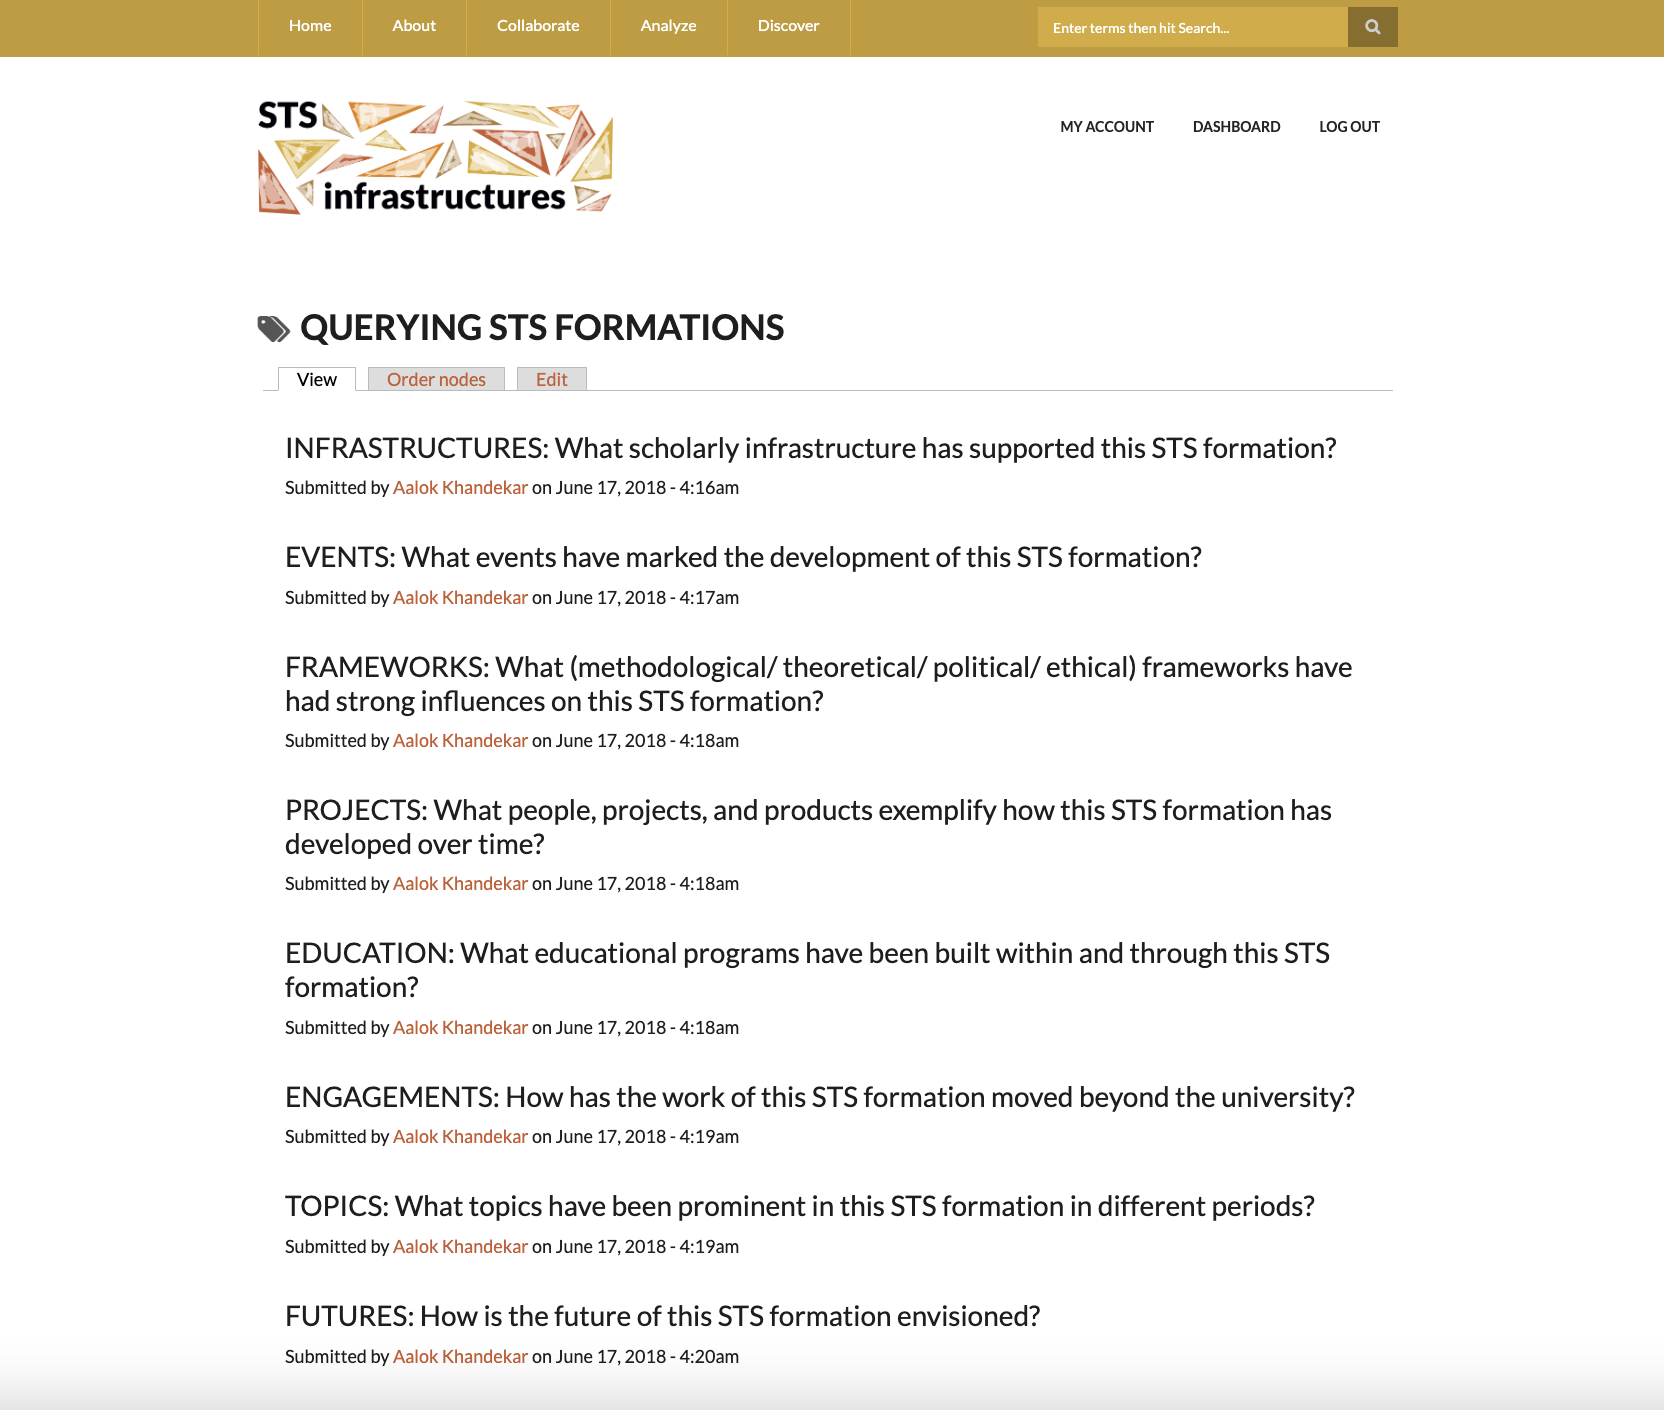 Home About Collaborate Analyze Discover Enter terms then hit Search...
STS
infrastructures
MY ACCOUNT DASHBOARD LOG OUT
QUERYING STS FORMATIONS
View Order nodes Edit
INFRASTRUCTURES: What scholarly infrastructure has supported this STS formation?
Submitted by Aalok Khandekar on June 17, 2018 - 4:16am
EVENTS: What events have marked the development of this STS formation?
Submitted by Aalok Khandekar on June 17, 2018 - 4:17am
FRAMEWORKS: What (methodological/ theoretical/ political/ ethical) frameworks have
had strong influences on this STS formation?
Submitted by Aalok Khandekar on June 17, 2018 - 4:18am
PROJECTS: What people, projects, and products exemplify how this STS formation has
developed over time?
Submitted by Aalok Khandekar on June 17, 2018 - 4:18am
EDUCATION: What educational programs have been built within and through this STS
formation?
Submitted by Aalok Khandekar on June 17, 2018 - 4:18am
ENGAGEMENTS: How has the work of this STS formation moved beyond the university?
Submitted by Aalok Khandekar on June 17, 2018 - 4:19am
TOPICS: What topics have been prominent in this STS formation in different periods?
Submitted by Aalok Khandekar on June 17, 2018 - 4:19am
FUTURES: How is the future of this STS formation envisioned?
Submitted by Aalok Khandekar on June 17, 2018 - 4:20am